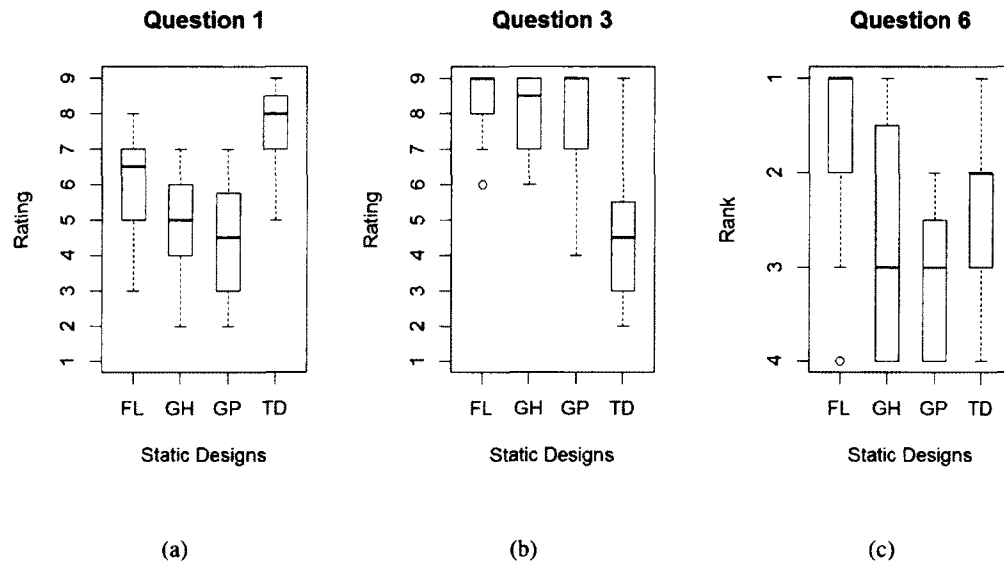 Question 1
Question 3
Question 6
9
8
7
6
5
4
3
2
1
Rating
FL GH GP TD
Static Designs
9
8
7
6
5
4
3
2
1
Rating
FL GH GP TD
Static Designs
1
2
3
4
Rank
FL GH GP TD
Static Designs
(a)
(b)
(c)